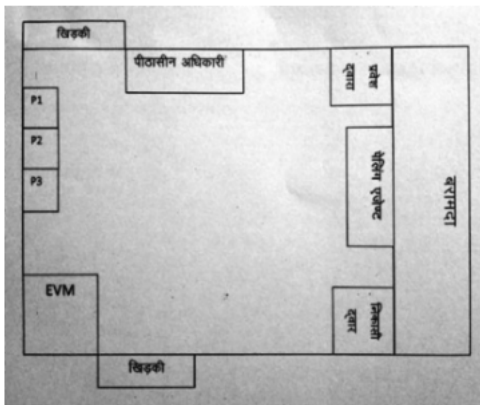 खिड़की
पीठासीन अधिकारी
प्रवेश
द्वारा
P1
P2
P3
पोलिंग एजेण्ट
बरामदा
EVM
निकासी
द्वार
खिड़की